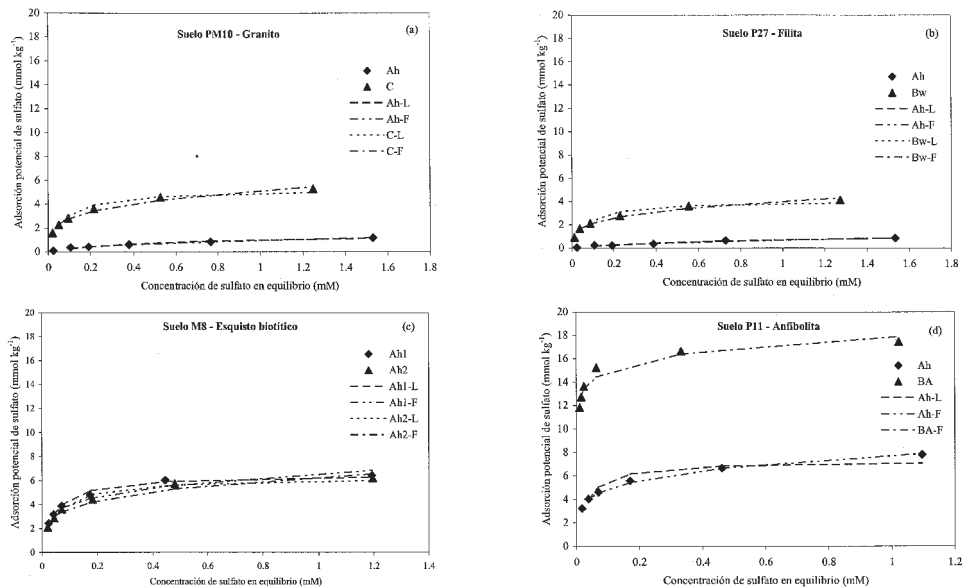 Suelo PM10 - Granito
(a)
Adsorción potencial de sulfato (mmol kg⁻¹)
20
18
16
14
12
10
8
6
4
2
0
Ah
C
Ah-L
Ah-F
C-L
C-F
0 0.2 0.4 0.6 0.8 1 1.2 1.4 1.6 1.8
Concentración de sulfato en equilibrio (mM)
Suelo P27 - Filita
(b)
Adsorción potencial de sulfato (mmol kg⁻¹)
20
18
16
14
12
10
8
6
4
2
0
Ah
Bw
Ah-L
Ah-F
Bw-L
Bw-F
0 0.2 0.4 0.6 0.8 1 1.2 1.4 1.6 1.8
Concentración de sulfato en equilibrio (mM)
Suelo M8 - Esquisto biotítico
(c)
Adsorción potencial de sulfato (mmol kg⁻¹)
20
18
16
14
12
10
8
6
4
2
0
Ah1
Ah2
Ah1-L
Ah1-F
Ah2-L
Ah2-F
0 0.2 0.4 0.6 0.8 1 1.2 1.4
Concentración de sulfato en equilibrio (mM)
Suelo P11 - Anfibolita
(d)
Adsorción potencial de sulfato (mmol kg⁻¹)
20
18
16
14
12
10
8
6
4
2
0
Ah
BA
Ah-L
Ah-F
BA-F
0 0.2 0.4 0.6 0.8 1 1.2
Concentración de sulfato en equilibrio (mM)